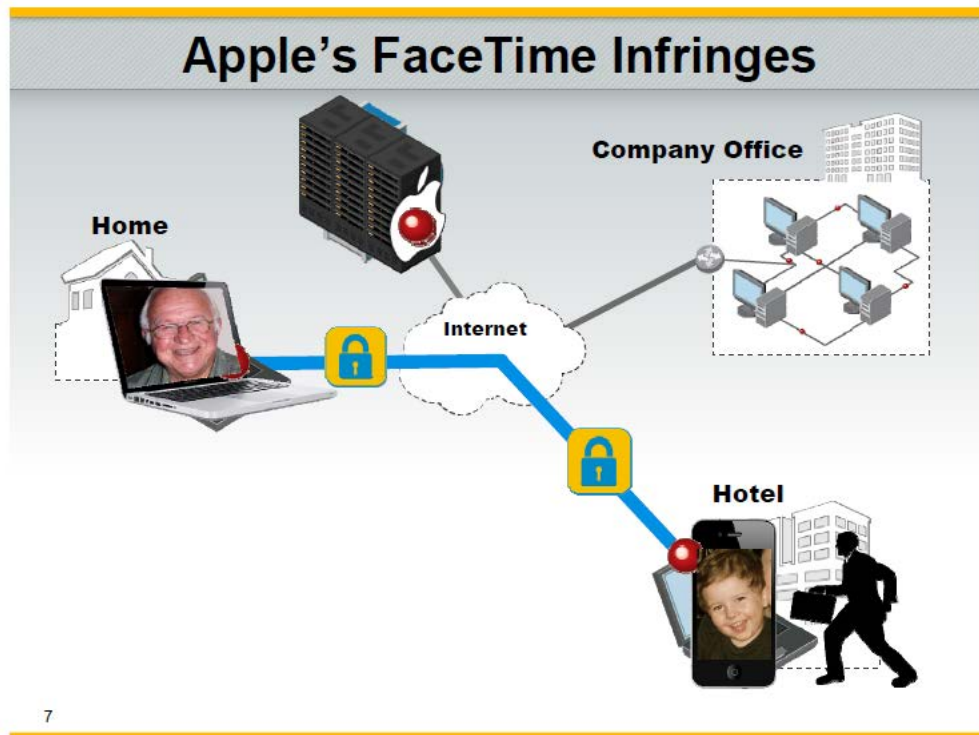 Apple's FaceTime Infringes
Company Office
Home
Internet
Hotel
7